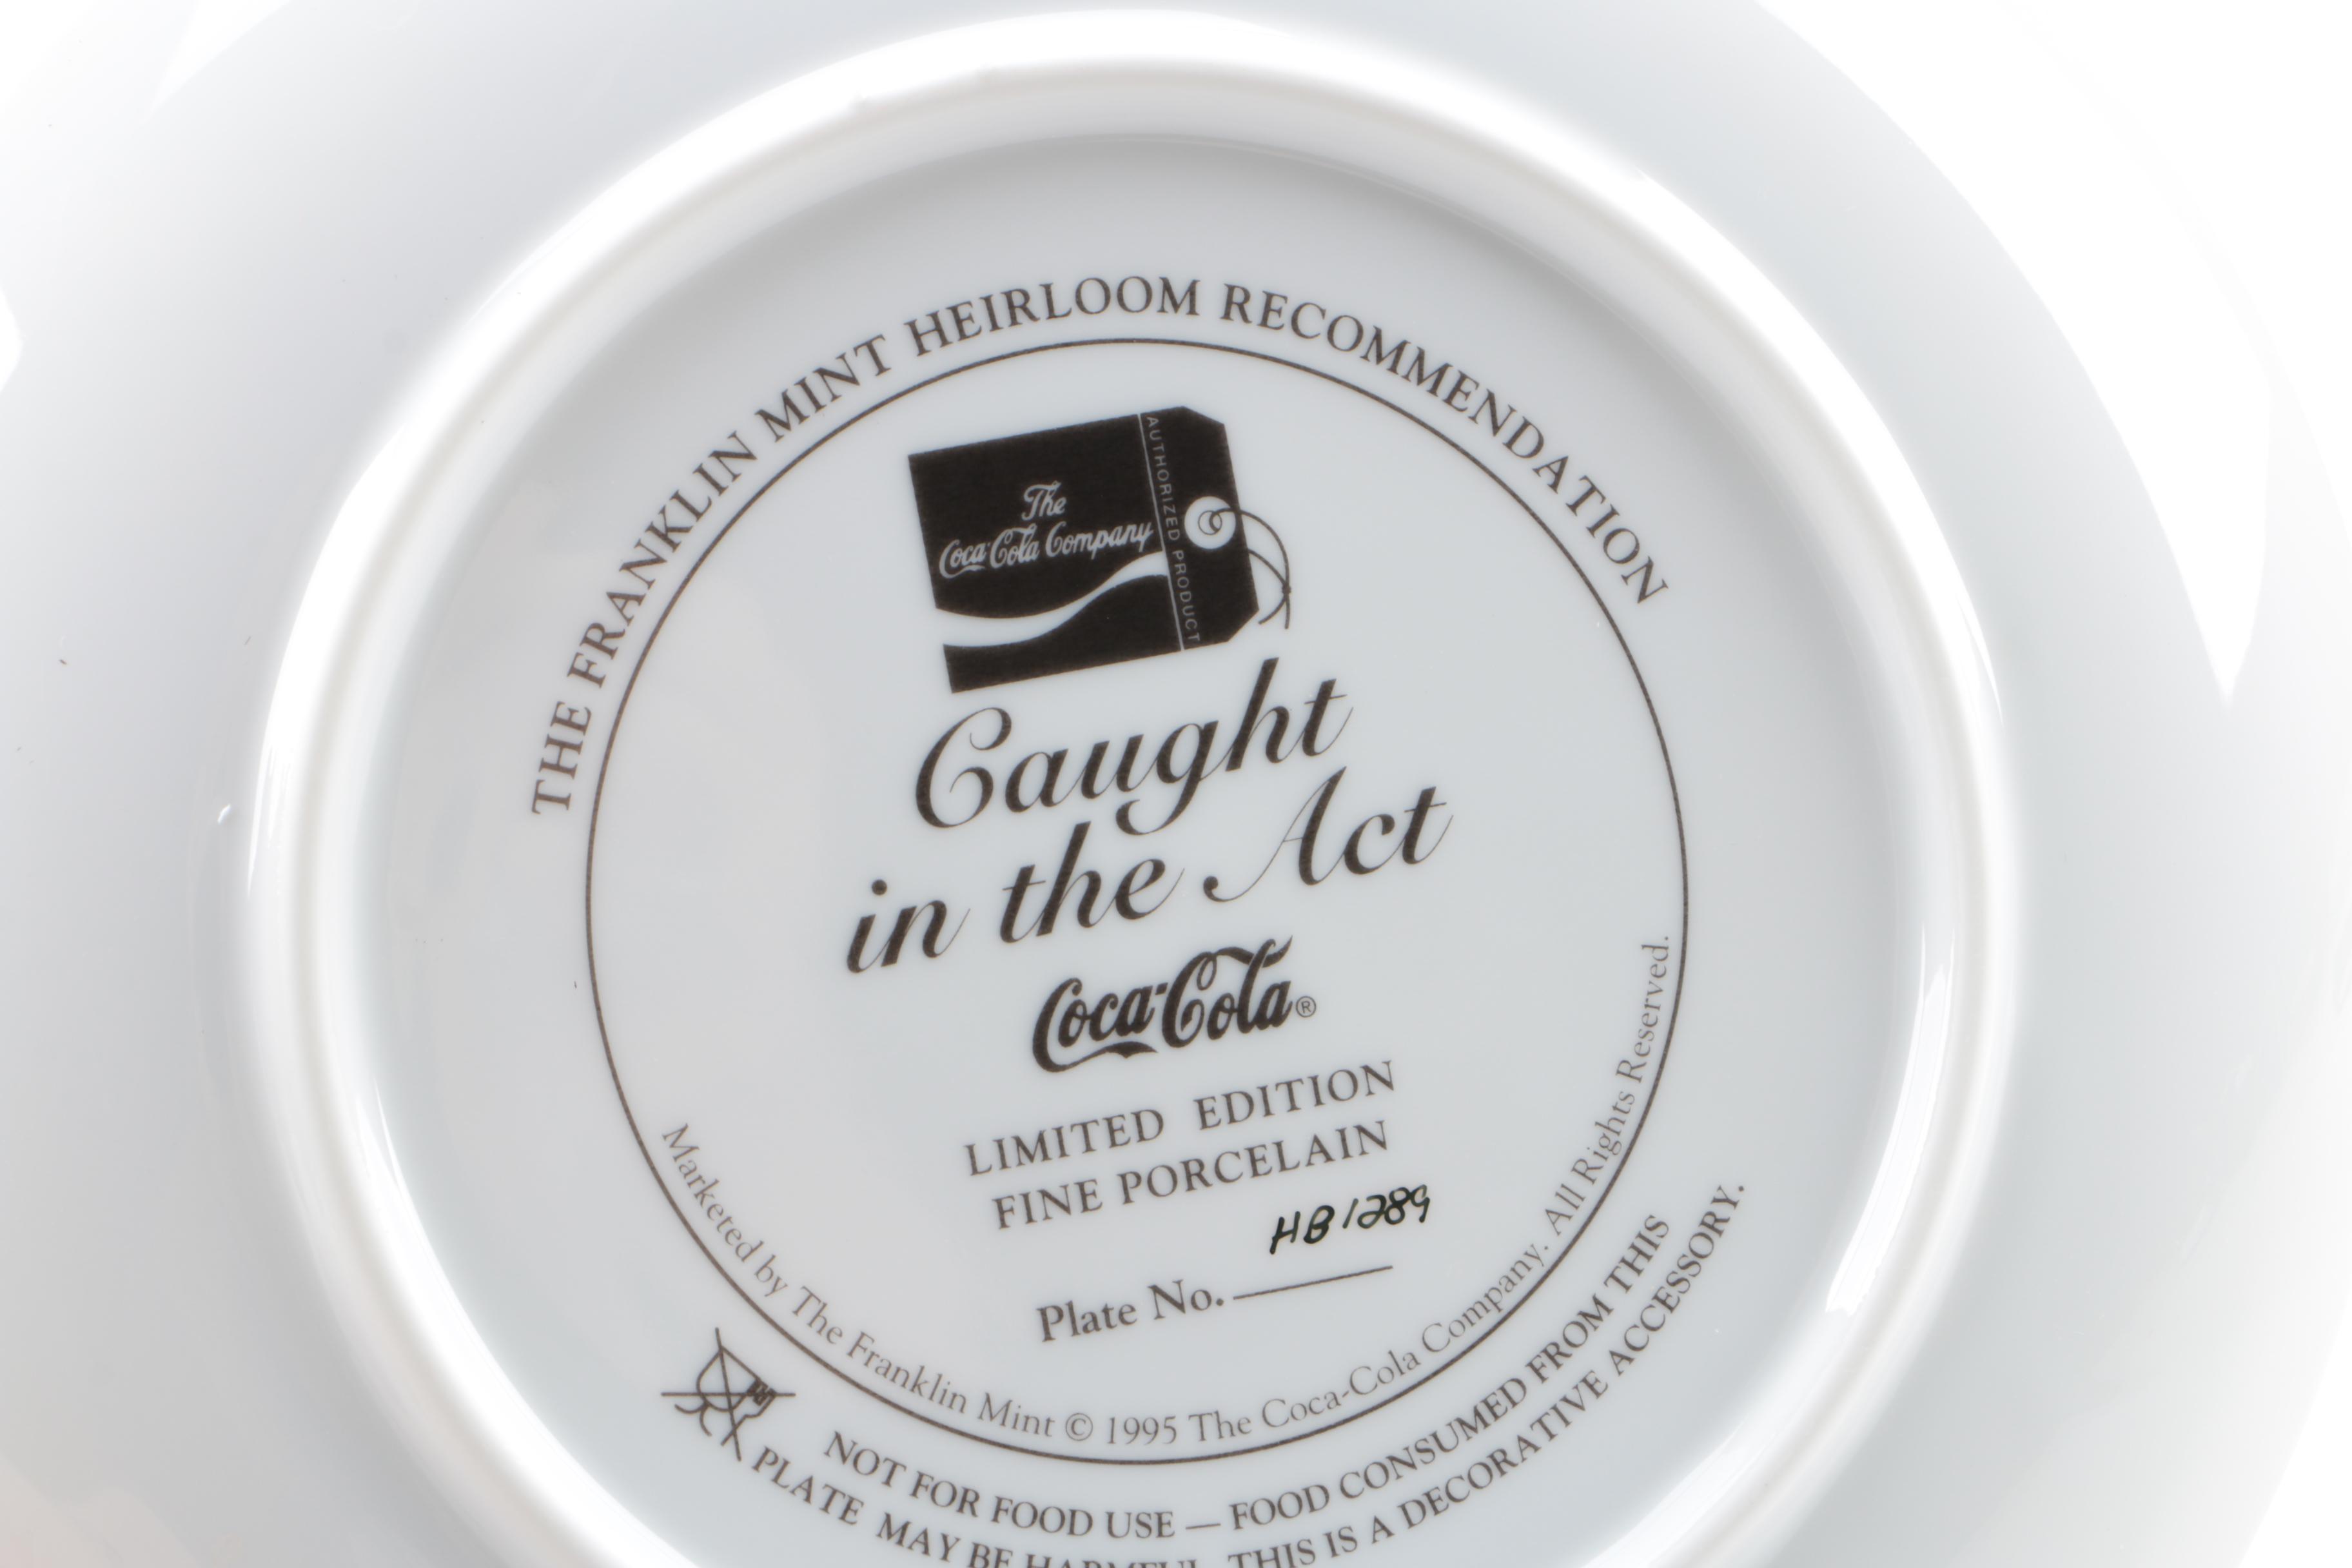 THE FRANKLIN MINT HEIRLOOM RECOMMENDATION
The
Coca-Cola Company
AUTHORIZED PRODUCT
Caught
in the Act
Coca-Cola®
LIMITED EDITION
FINE PORCELAIN
HB1289
Plate No.
Marketed by The Franklin Mint © 1995 The Coca-Cola Company. All Rights Reserved.
NOT FOR FOOD USE — FOOD CONSUMED FROM THIS
PLATE MAY BE HARMFUL. THIS IS A DECORATIVE ACCESSORY.